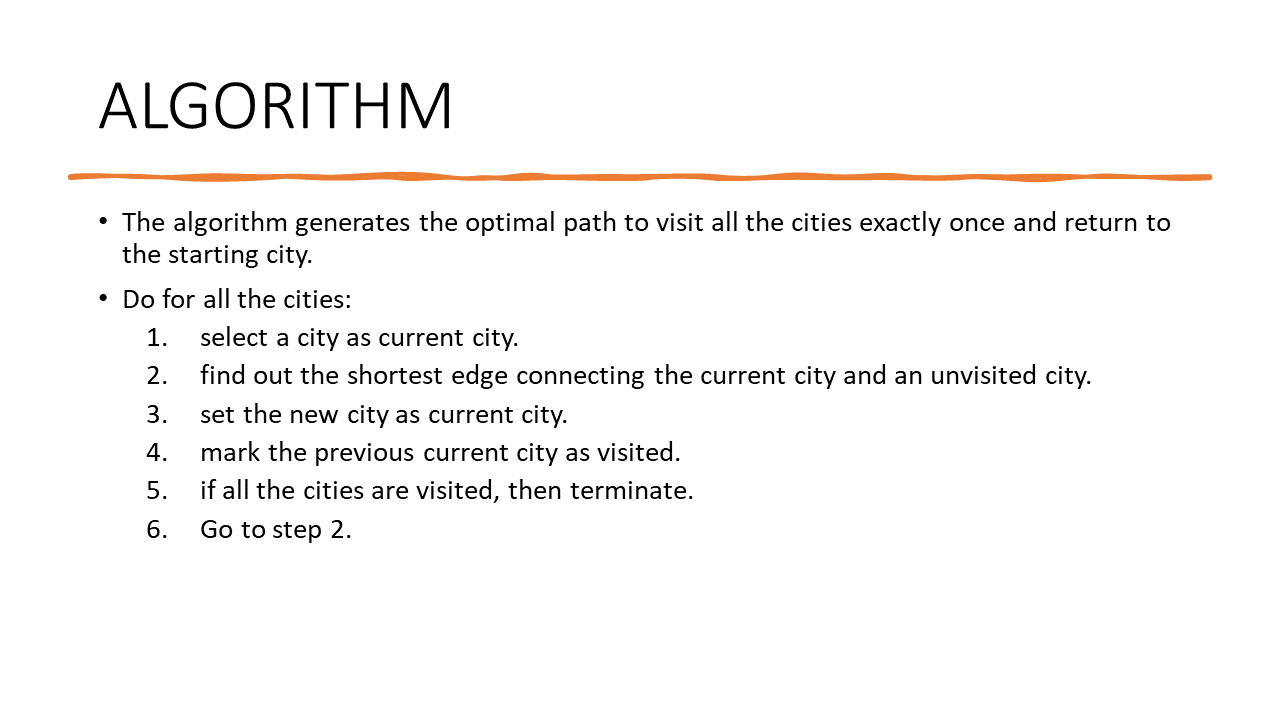 ALGORITHM
• The algorithm generates the optimal path to visit all the cities exactly once and return to
the starting city.
• Do for all the cities:
1. select a city as current city.
2. find out the shortest edge connecting the current city and an unvisited city.
3. set the new city as current city.
4. mark the previous current city as visited.
5. if all the cities are visited, then terminate.
6. Go to step 2.